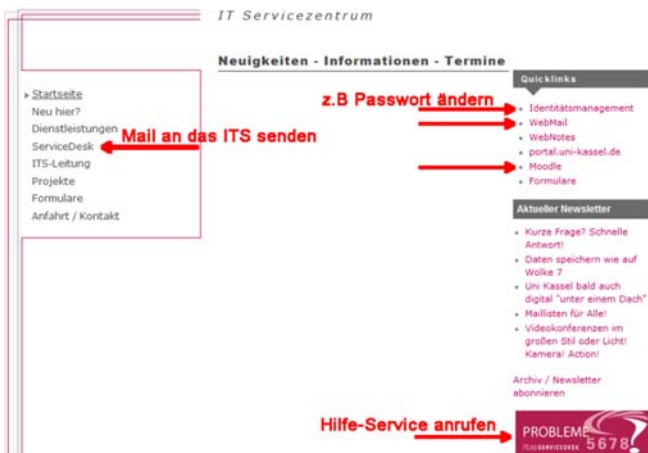 IT Servicezentrum
Neuigkeiten - Informationen - Termine
Startseite
Neu hier?
Dienstleistungen
ServiceDesk
ITS-Leitung
Projekte
Formulare
Anfahrt / Kontakt
Mail an das ITS senden
z.B Passwort ändern
Quicklinks
Identitätsmanagement
WebMail
WebNotes
portal.uni-kassel.de
Moodle
Formulare
Aktueller Newsletter
Kurze Frage? Schnelle
Antwort!
Daten speichern wie auf
Wolke 7
Uni Kassel bald auch
digital "unter einem Dach"
Maillisten für Alle!
Videokonferenzen im
großen Stil oder Licht!
Kamera! Action!
Archiv / Newsletter
abonnieren
Hilfe-Service anrufen
PROBLEME?
SERVICEDESK 5678